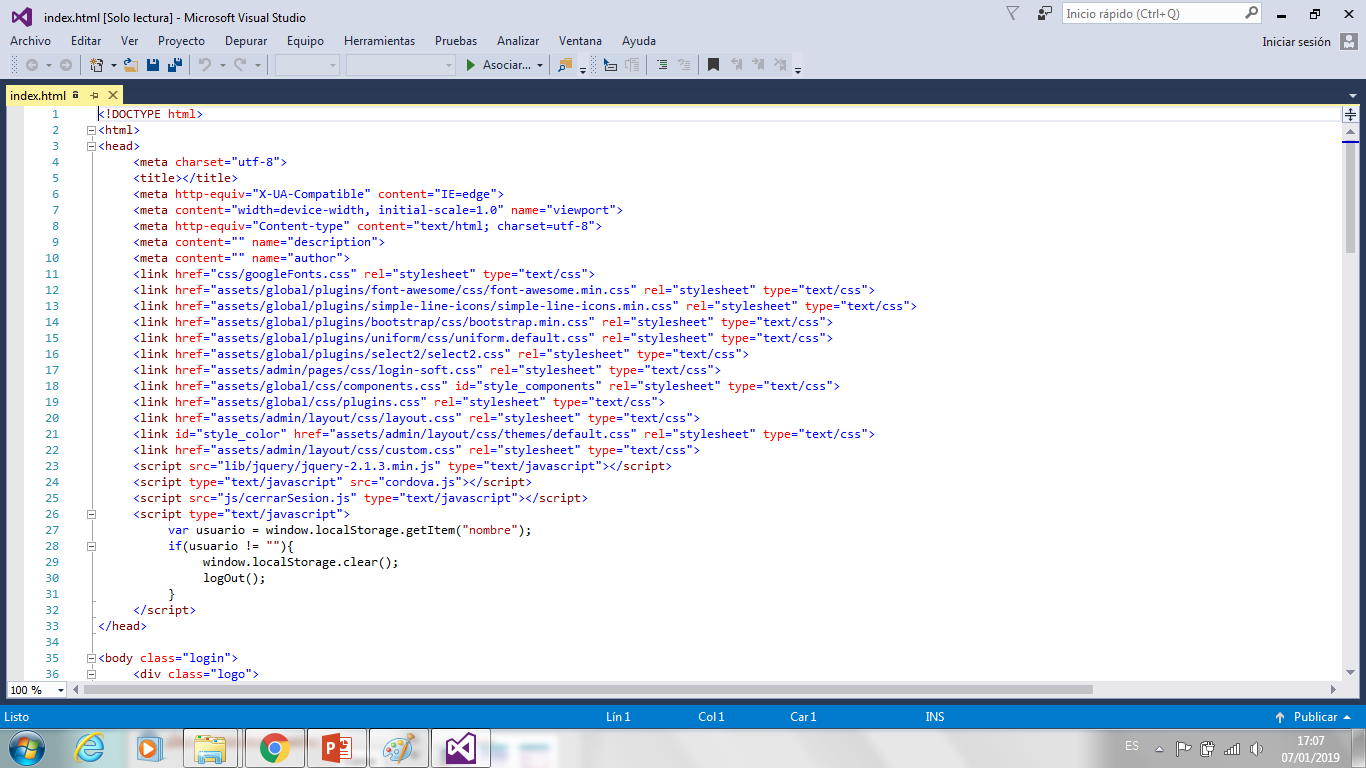 index.html [Solo lectura] - Microsoft Visual Studio
Inicio rápido (Ctrl+Q)
Archivo Editar Ver Proyecto Depurar Equipo Herramientas Pruebas Analizar Ventana Ayuda
Iniciar sesión
Asociar...
index.html
1 <!DOCTYPE html>
2 <html>
3 <head>
4 <meta charset="utf-8">
5 <title></title>
6 <meta http-equiv="X-UA-Compatible" content="IE=edge">
7 <meta content="width=device-width, initial-scale=1.0" name="viewport">
8 <meta http-equiv="Content-type" content="text/html; charset=utf-8">
9 <meta content="" name="description">
10 <meta content="" name="author">
11 <link href="css/googleFonts.css" rel="stylesheet" type="text/css">
12 <link href="assets/global/plugins/font-awesome/css/font-awesome.min.css" rel="stylesheet" type="text/css">
13 <link href="assets/global/plugins/simple-line-icons/simple-line-icons.min.css" rel="stylesheet" type="text/css">
14 <link href="assets/global/plugins/bootstrap/css/bootstrap.min.css" rel="stylesheet" type="text/css">
15 <link href="assets/global/plugins/uniform/css/uniform.default.css" rel="stylesheet" type="text/css">
16 <link href="assets/global/plugins/select2/select2.css" rel="stylesheet" type="text/css">
17 <link href="assets/admin/pages/css/login-soft.css" rel="stylesheet" type="text/css">
18 <link href="assets/global/css/components.css" id="style_components" rel="stylesheet" type="text/css">
19 <link href="assets/global/css/plugins.css" rel="stylesheet" type="text/css">
20 <link href="assets/admin/layout/css/layout.css" rel="stylesheet" type="text/css">
21 <link id="style_color" href="assets/admin/layout/css/themes/default.css" rel="stylesheet" type="text/css">
22 <link href="assets/admin/layout/css/custom.css" rel="stylesheet" type="text/css">
23 <script src="lib/jquery/jquery-2.1.3.min.js" type="text/javascript"></script>
24 <script type="text/javascript" src="cordova.js"></script>
25 <script src="js/cerrarSesion.js" type="text/javascript"></script>
26 <script type="text/javascript">
27 var usuario = window.localStorage.getItem("nombre");
28 if(usuario != ""){
29 window.localStorage.clear();
30 logOut();
31 }
32 </script>
33 </head>
34
35 <body class="login">
36 <div class="logo">
100 %
Listo Lín 1 Col 1 Car 1 INS Publicar
ES
17:07
07/01/2019